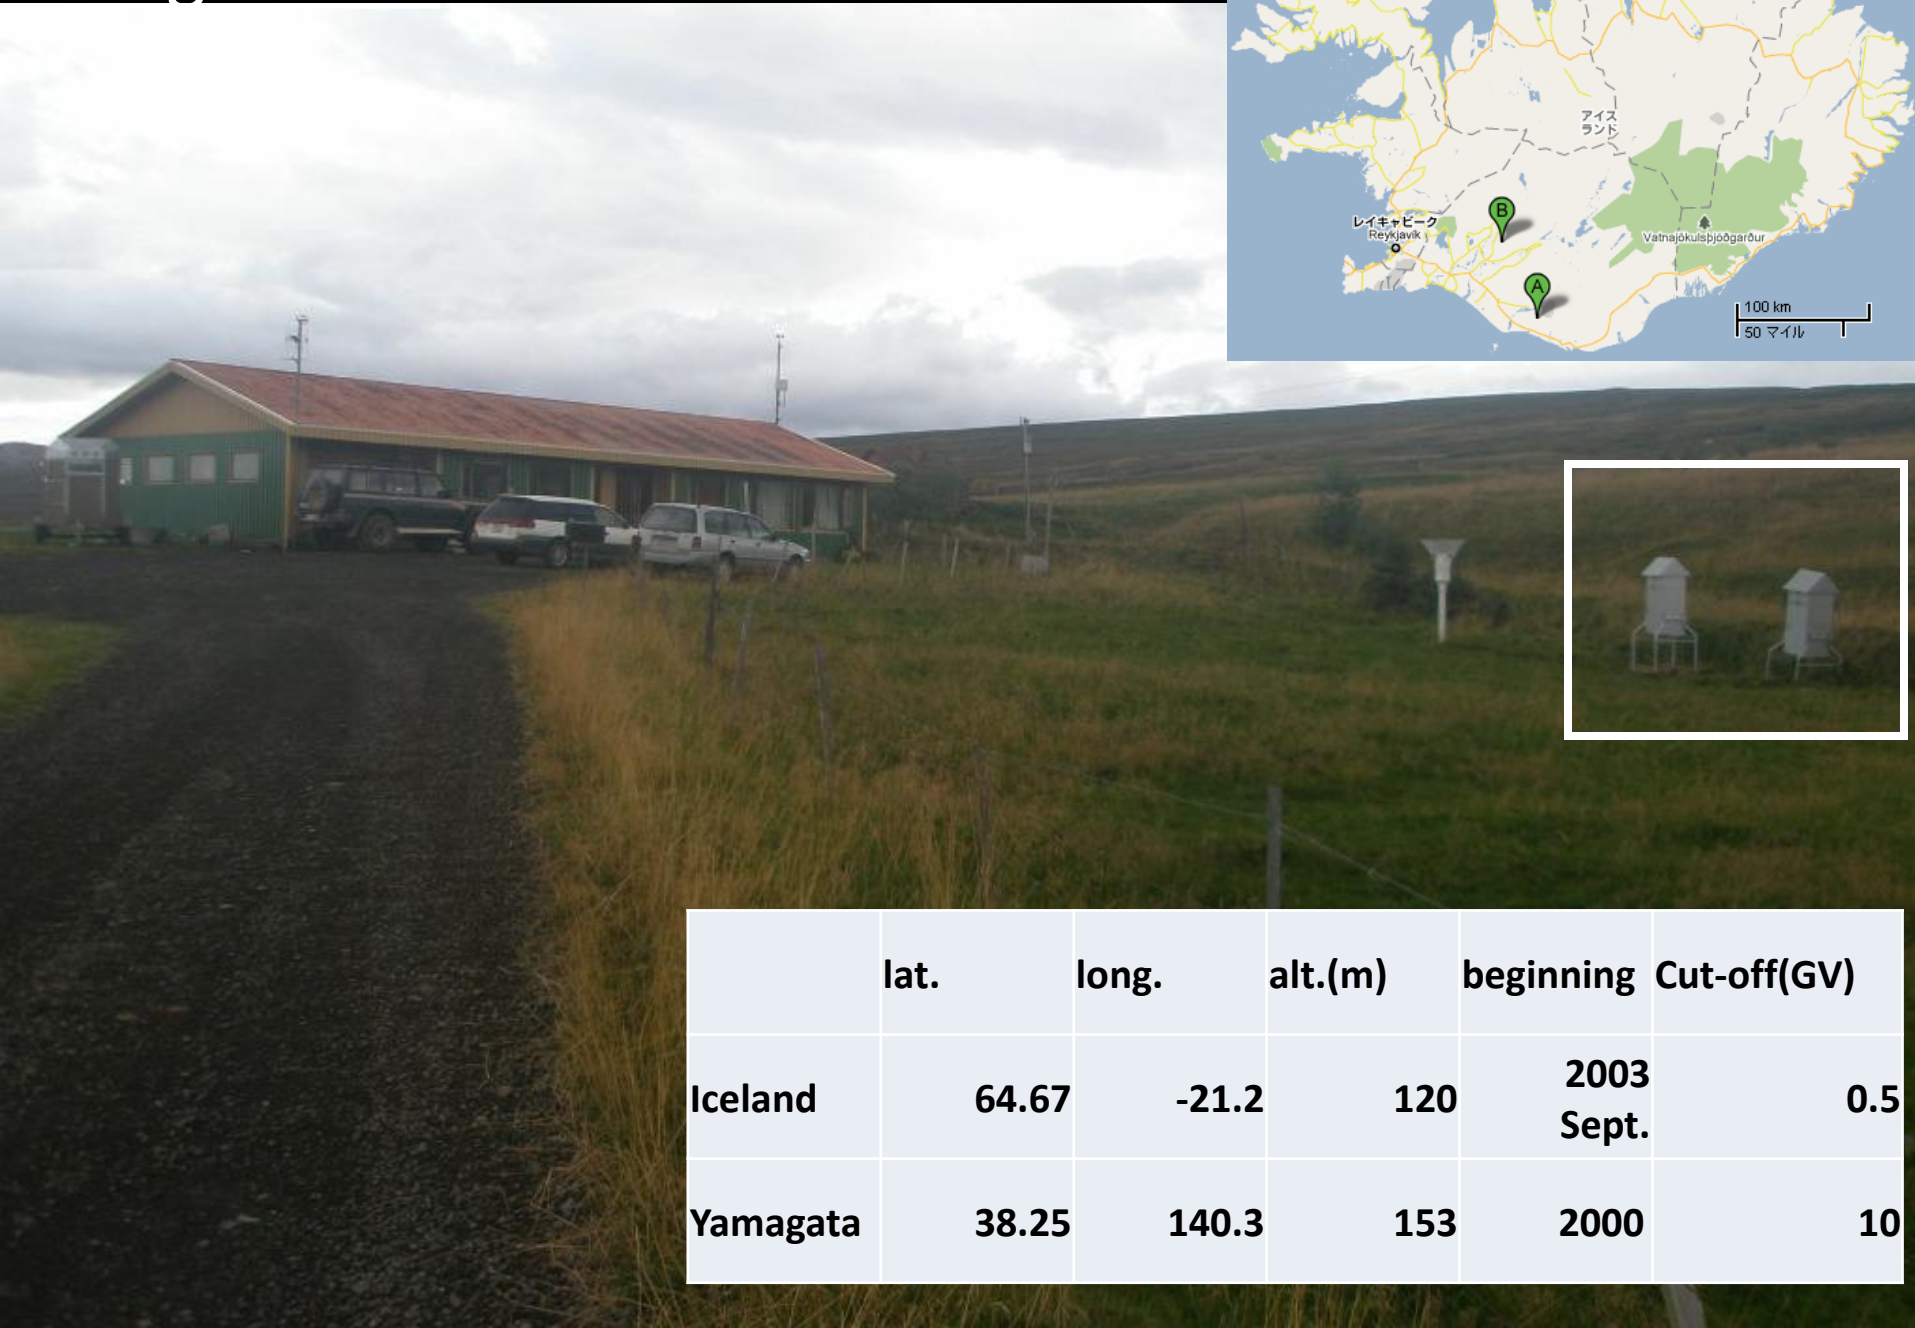 アイス
ランド
B
レイキャビーク
Reykjavik
Vatnajökulsþjóðgarður
A
100 km
50 マイル
lat. long. alt.(m) beginning Cut-off(GV)
Iceland 64.67 -21.2 120 2003 Sept. 0.5
Yamagata 38.25 140.3 153 2000 10